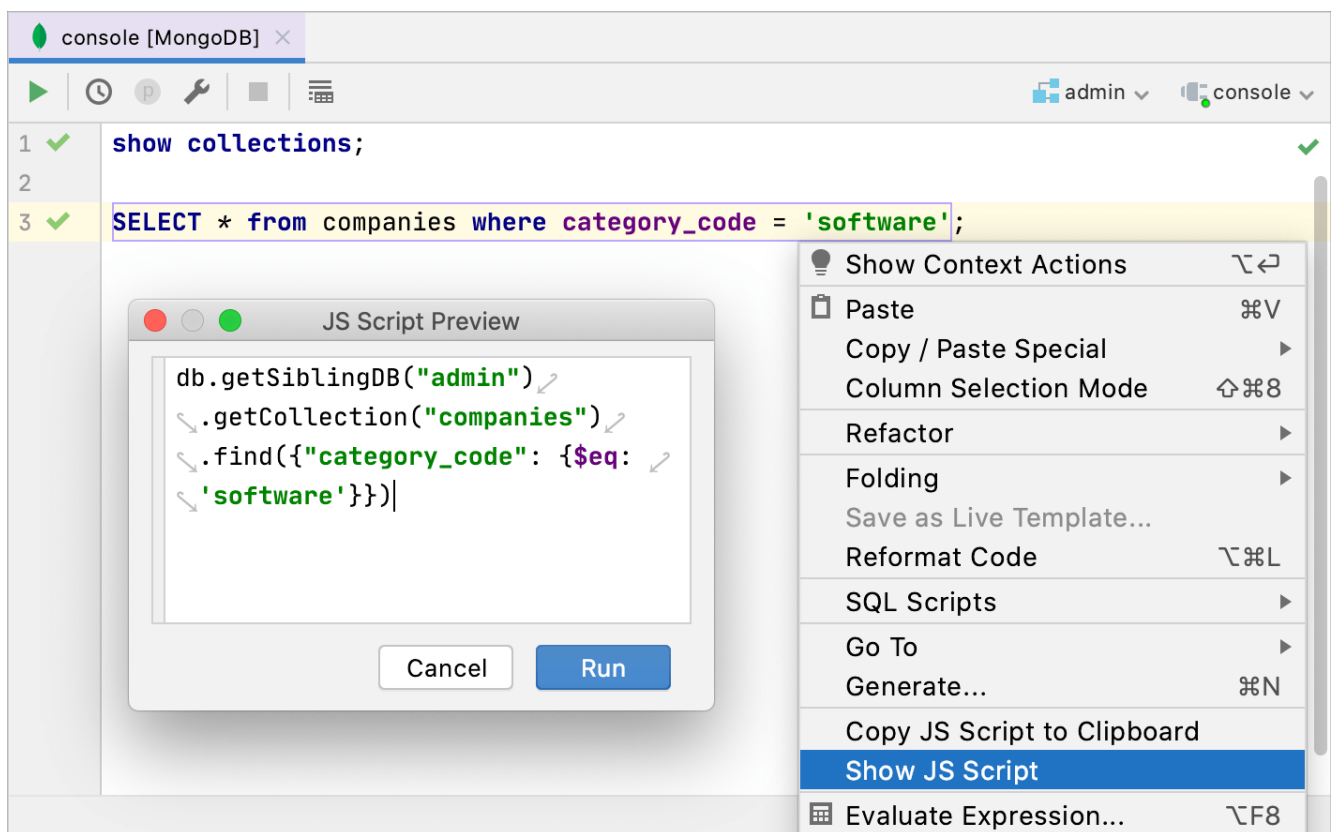 console [MongoDB]
p
admin
console
1 show collections;
2
3 SELECT * from companies where category_code = 'software';
JS Script Preview
db.getSiblingDB("admin")
.getCollection("companies")
.find({"category_code": {$eq:
'software'}})
Cancel
Run
Show Context Actions ⌥⏎
Paste ⌘V
Copy / Paste Special
Column Selection Mode ⇧⌘8
Refactor
Folding
Save as Live Template...
Reformat Code ⌥⌘L
SQL Scripts
Go To
Generate... ⌘N
Copy JS Script to Clipboard
Show JS Script
Evaluate Expression... ⌥F8